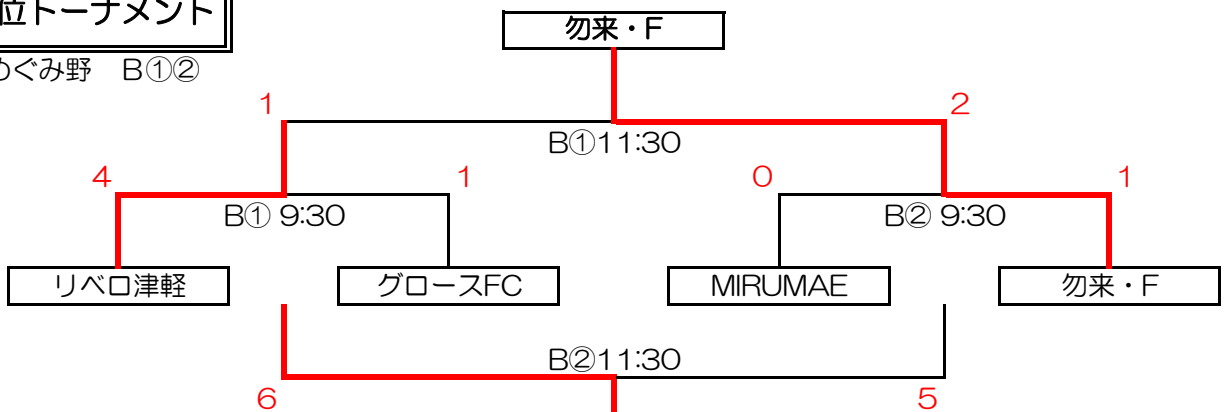 位トーナメント
勿来・F
めぐみ野 B①②
1
2
B①11:30
4
1
0
1
B① 9:30
B② 9:30
リベロ津軽
グロースFC
MIRUMAE
勿来・F
B②11:30
6
5